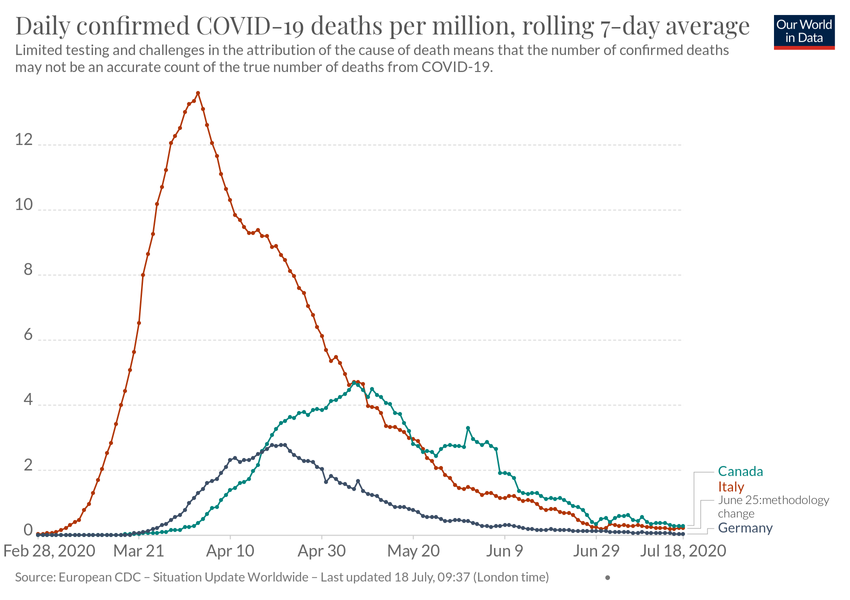 Daily confirmed COVID-19 deaths per million, rolling 7-day average
Our World
in Data
Limited testing and challenges in the attribution of the cause of death means that the number of confirmed deaths
may not be an accurate count of the true number of deaths from COVID-19.
12
10
8
6
4
2
0
Canada
Italy
June 25:methodology
change
Germany
Feb 28, 2020 Mar 21 Apr 10 Apr 30 May 20 Jun 9 Jun 29 Jul 18, 2020
Source: European CDC – Situation Update Worldwide – Last updated 18 July, 09:37 (London time)